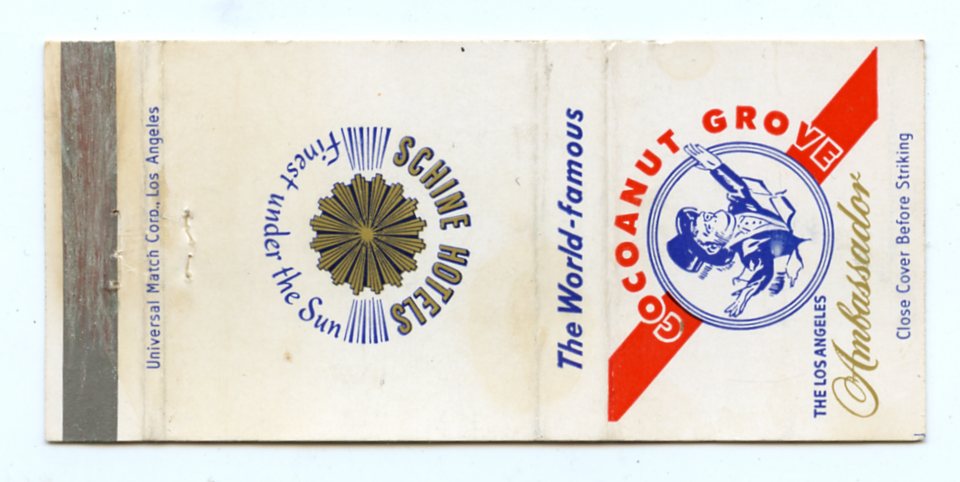 The World-famous
COCOANUT GROVE
THE LOS ANGELES
Ambassador
Close Cover Before Striking
SCHINE HOTELS
finest under the Sun
Universal Match Corp., Los Angeles